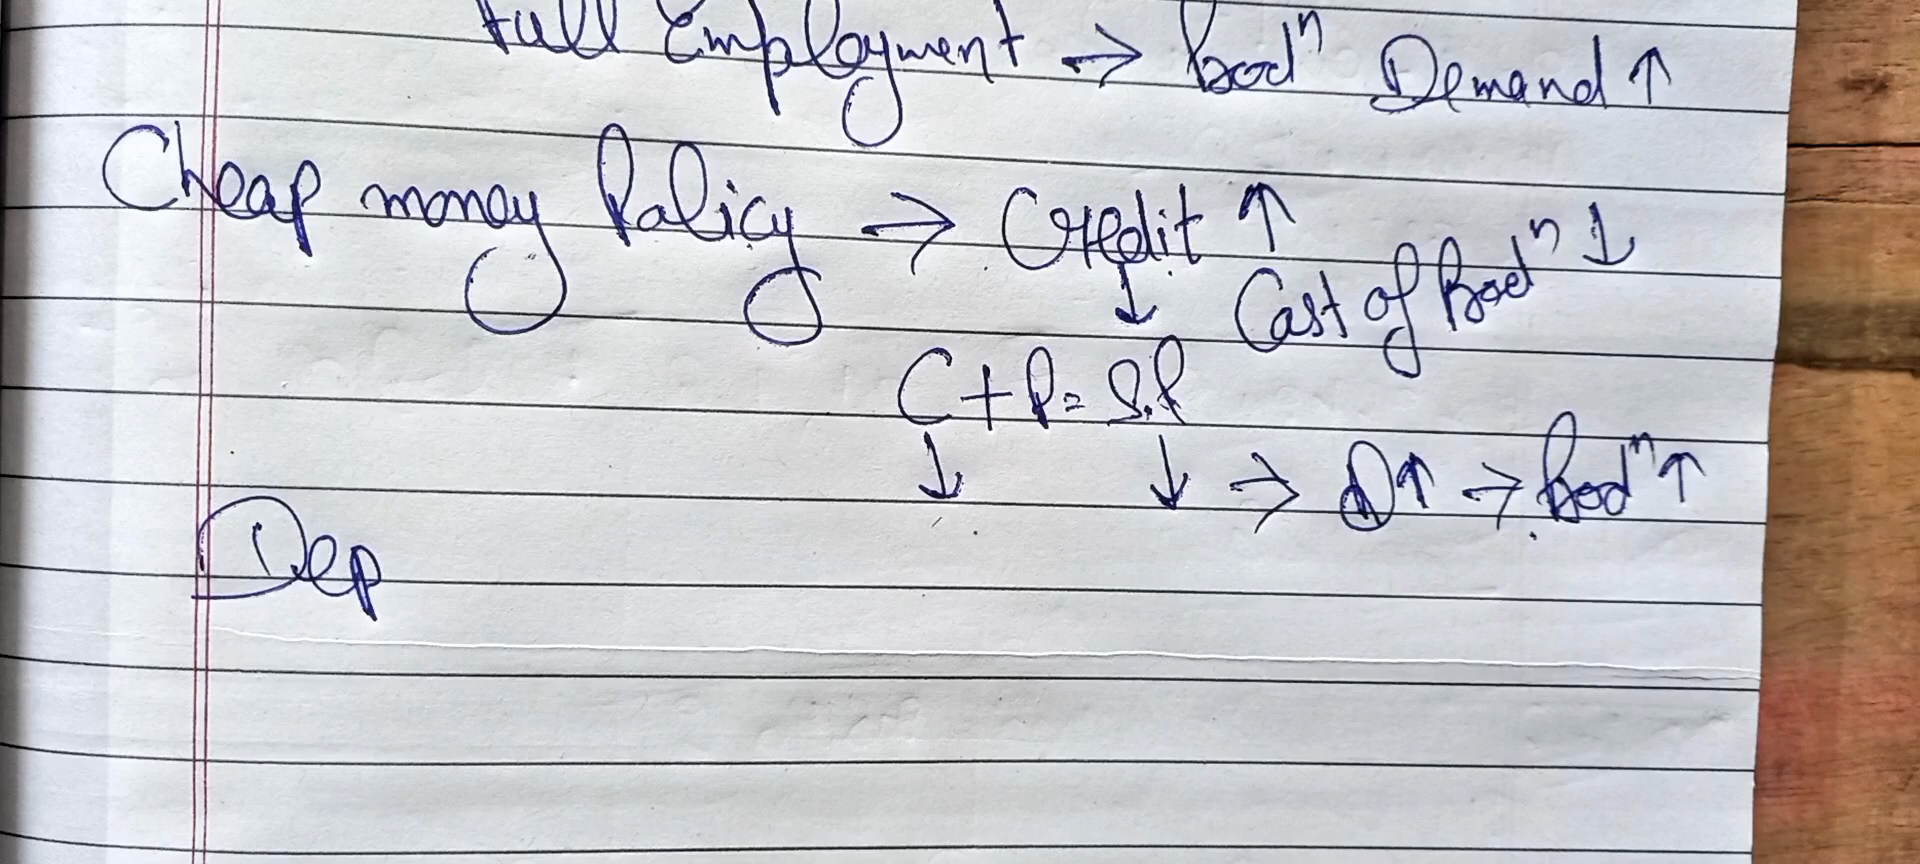 Full Employment → Prodⁿ Demand ↑
Cheap money Policy → Credit ↑
↓ Cost of Prodⁿ ↓
C + P = S.P
↓ ↓ → D↑ → Prodⁿ ↑
Dep